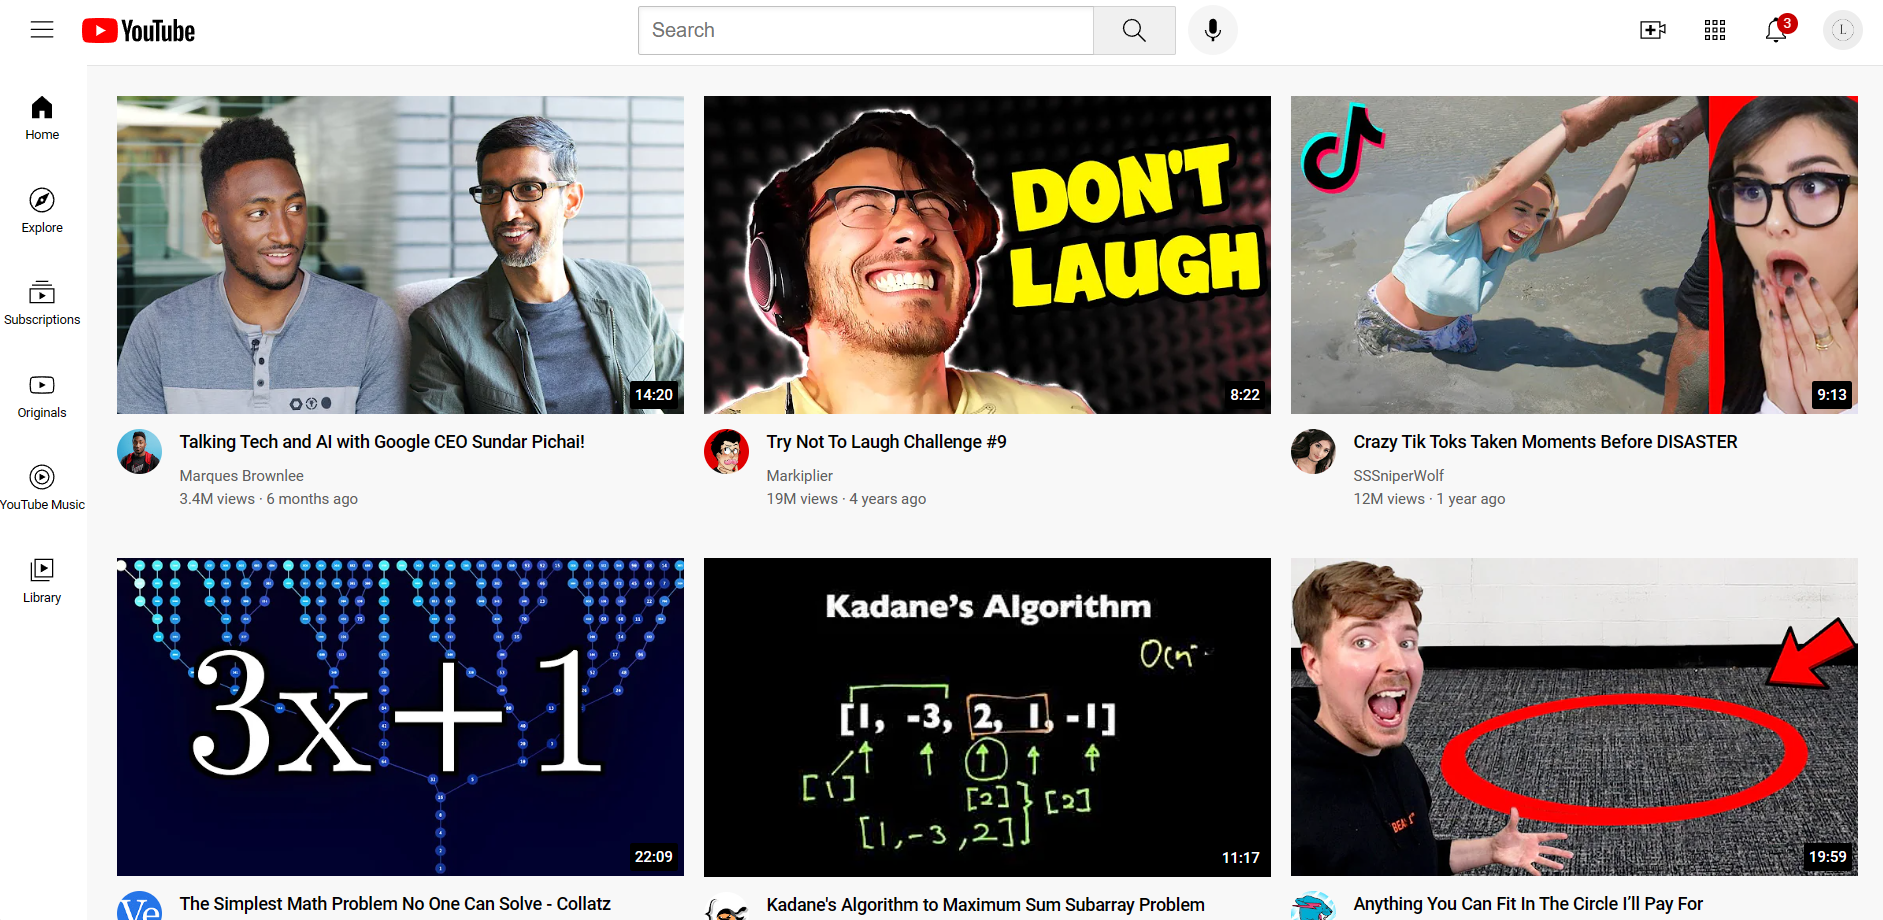 YouTube
Search
3
L
Home
Explore
Subscriptions
Originals
YouTube Music
Library
DON'T
LAUGH
14:20
8:22
9:13
Talking Tech and AI with Google CEO Sundar Pichai!
Marques Brownlee
3.4M views · 6 months ago
Try Not To Laugh Challenge #9
Markiplier
19M views · 4 years ago
Crazy Tik Toks Taken Moments Before DISASTER
SSSniperWolf
12M views · 1 year ago
3x+1
22:09
Kadane's Algorithm
[1, -3, 2, 1, -1]
[1]
[2]
[2]
[1,-3,2]
11:17
19:59
Ve
The Simplest Math Problem No One Can Solve - Collatz
Kadane's Algorithm to Maximum Sum Subarray Problem
Anything You Can Fit In The Circle I’ll Pay For